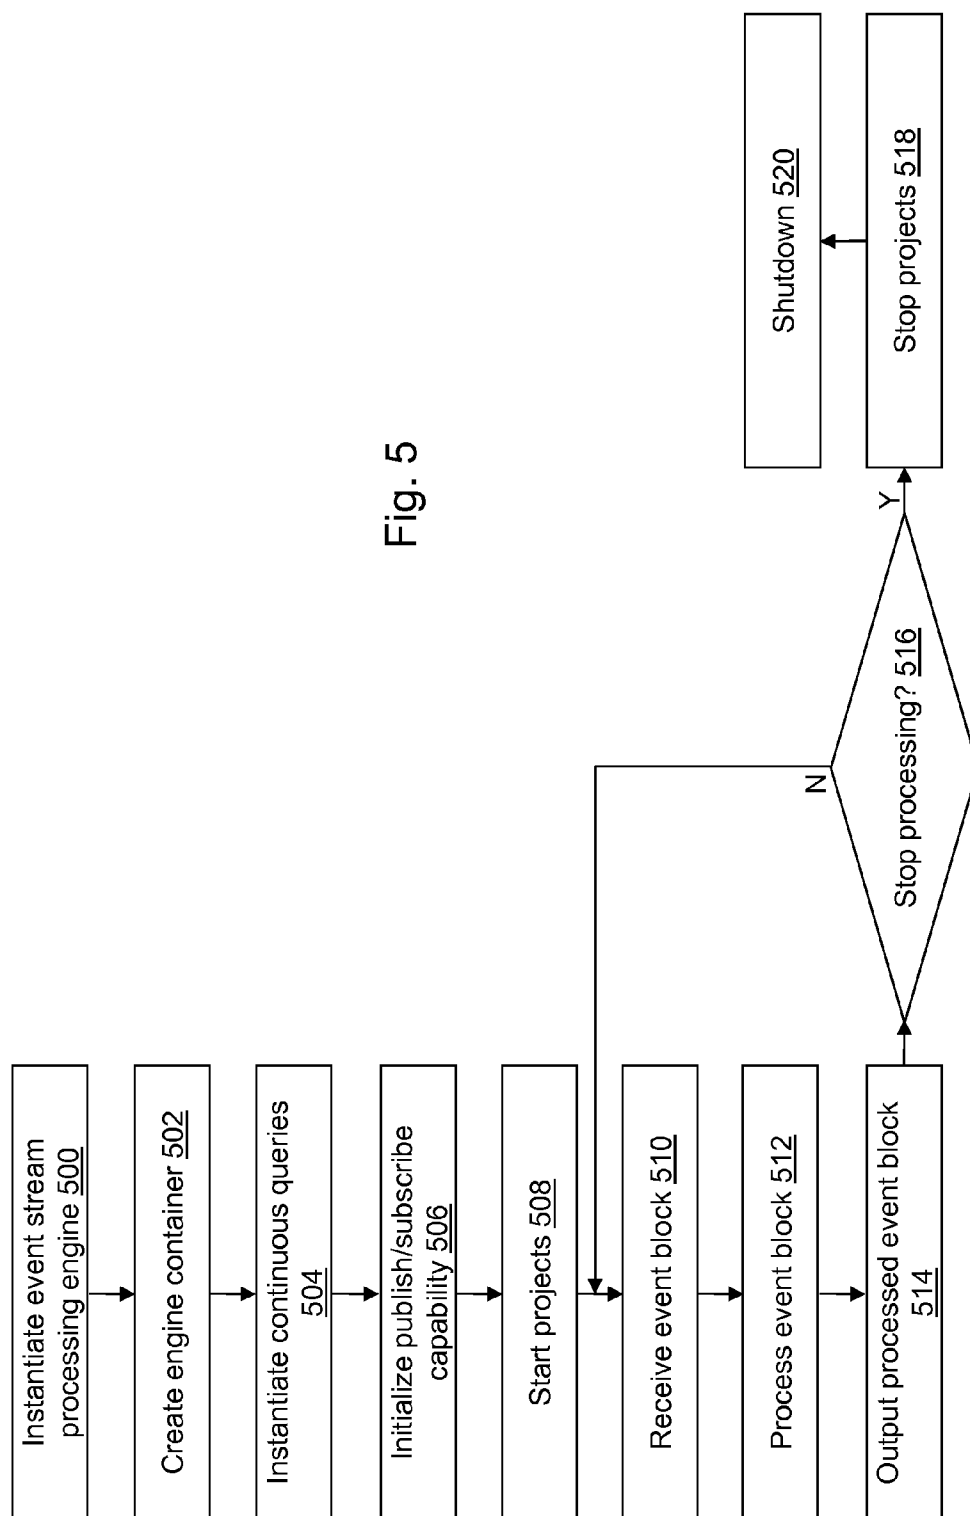 Instantiate event stream
processing engine 500
Create engine container 502
Instantiate continuous queries
504
Initialize publish/subscribe
capability 506
Start projects 508
Receive event block 510
Process event block 512
Output processed event block
514
Stop processing? 516
N
Y
Stop projects 518
Shutdown 520
Fig. 5